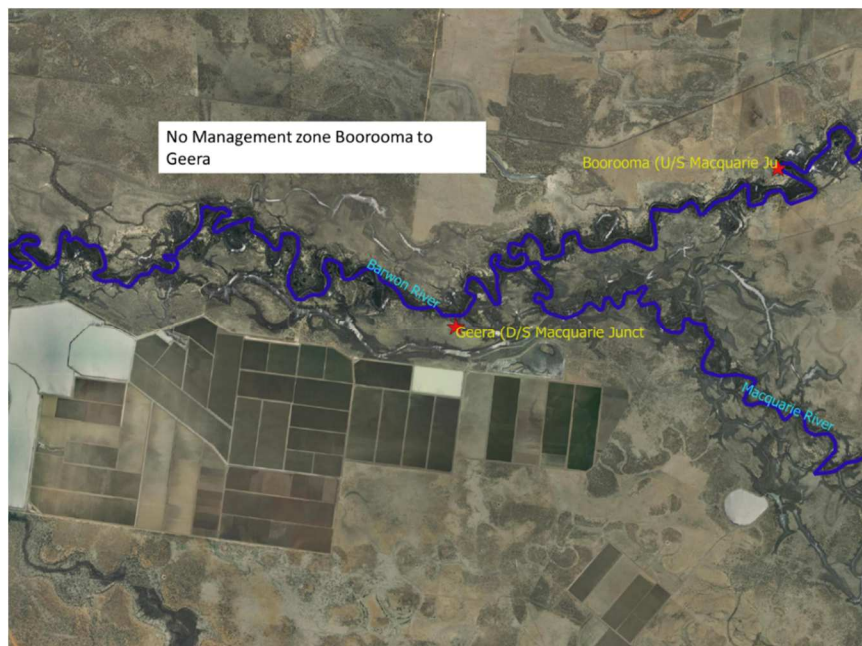 No Management zone Boorooma to
Geera
Boorooma (U/S Macquarie Ju
Barwon River
Geera (D/S Macquarie Junct
Macquarie River